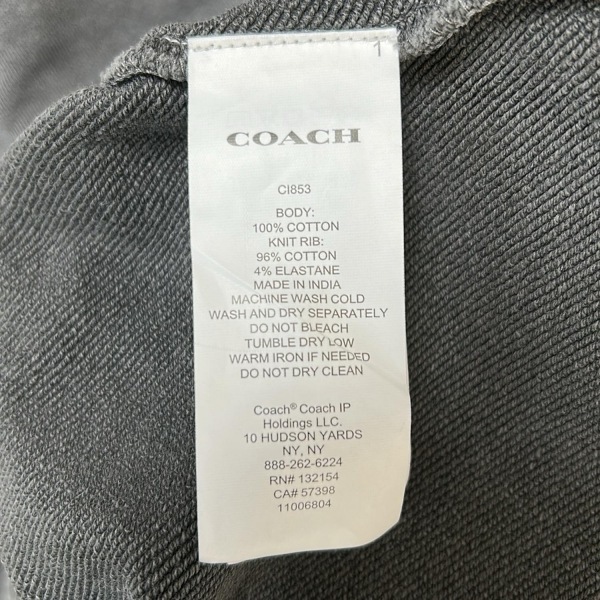 1
COACH
CI853
BODY:
100% COTTON
KNIT RIB:
96% COTTON
4% ELASTANE
MADE IN INDIA
MACHINE WASH COLD
WASH AND DRY SEPARATELY
DO NOT BLEACH
TUMBLE DRY LOW
WARM IRON IF NEEDED
DO NOT DRY CLEAN
Coach® Coach IP
Holdings LLC.
10 HUDSON YARDS
NY, NY
888-262-6224
RN# 132154
CA# 57398
11006804